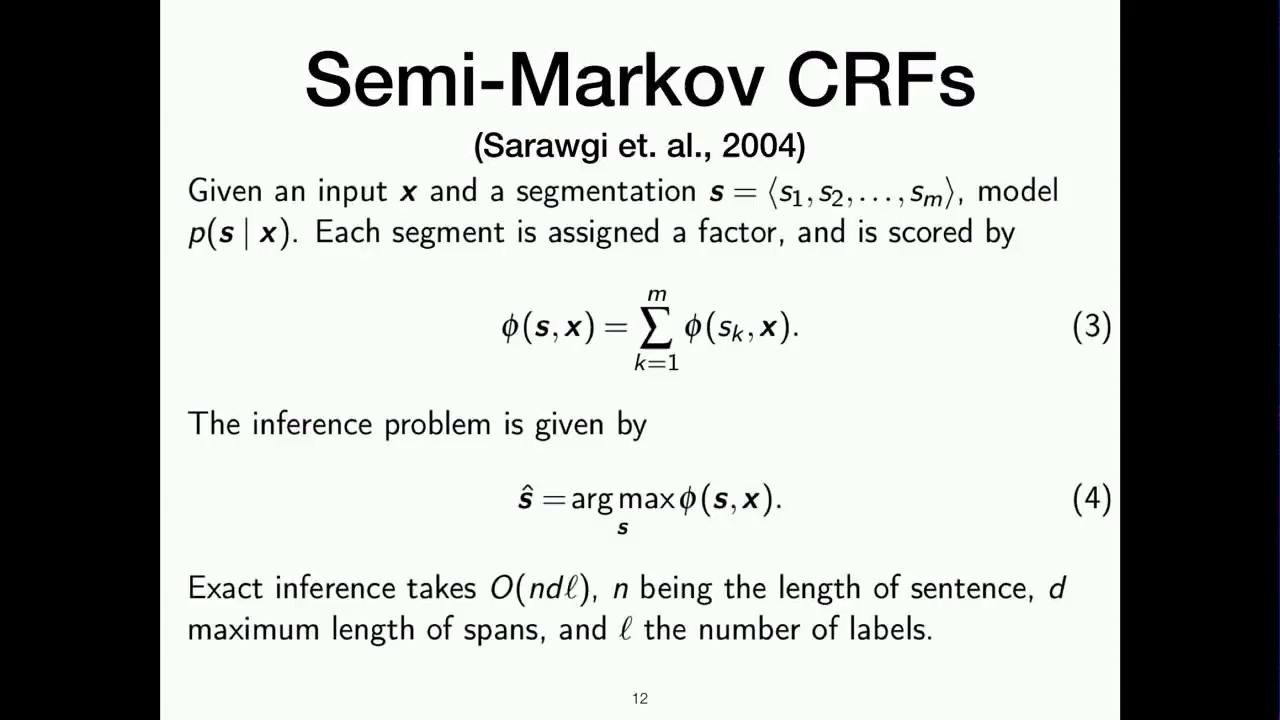 Semi-Markov CRFs
(Sarawgi et. al., 2004)
Given an input x and a segmentation s = ⟨s₁, s₂, . . . , sₘ⟩, model
p(s | x). Each segment is assigned a factor, and is scored by
m
ϕ(s, x) = ∑ ϕ(sₖ, x). (3)
k=1
The inference problem is given by
ŝ = arg max ϕ(s, x). (4)
s
Exact inference takes O(ndℓ), n being the length of sentence, d
maximum length of spans, and ℓ the number of labels.
12